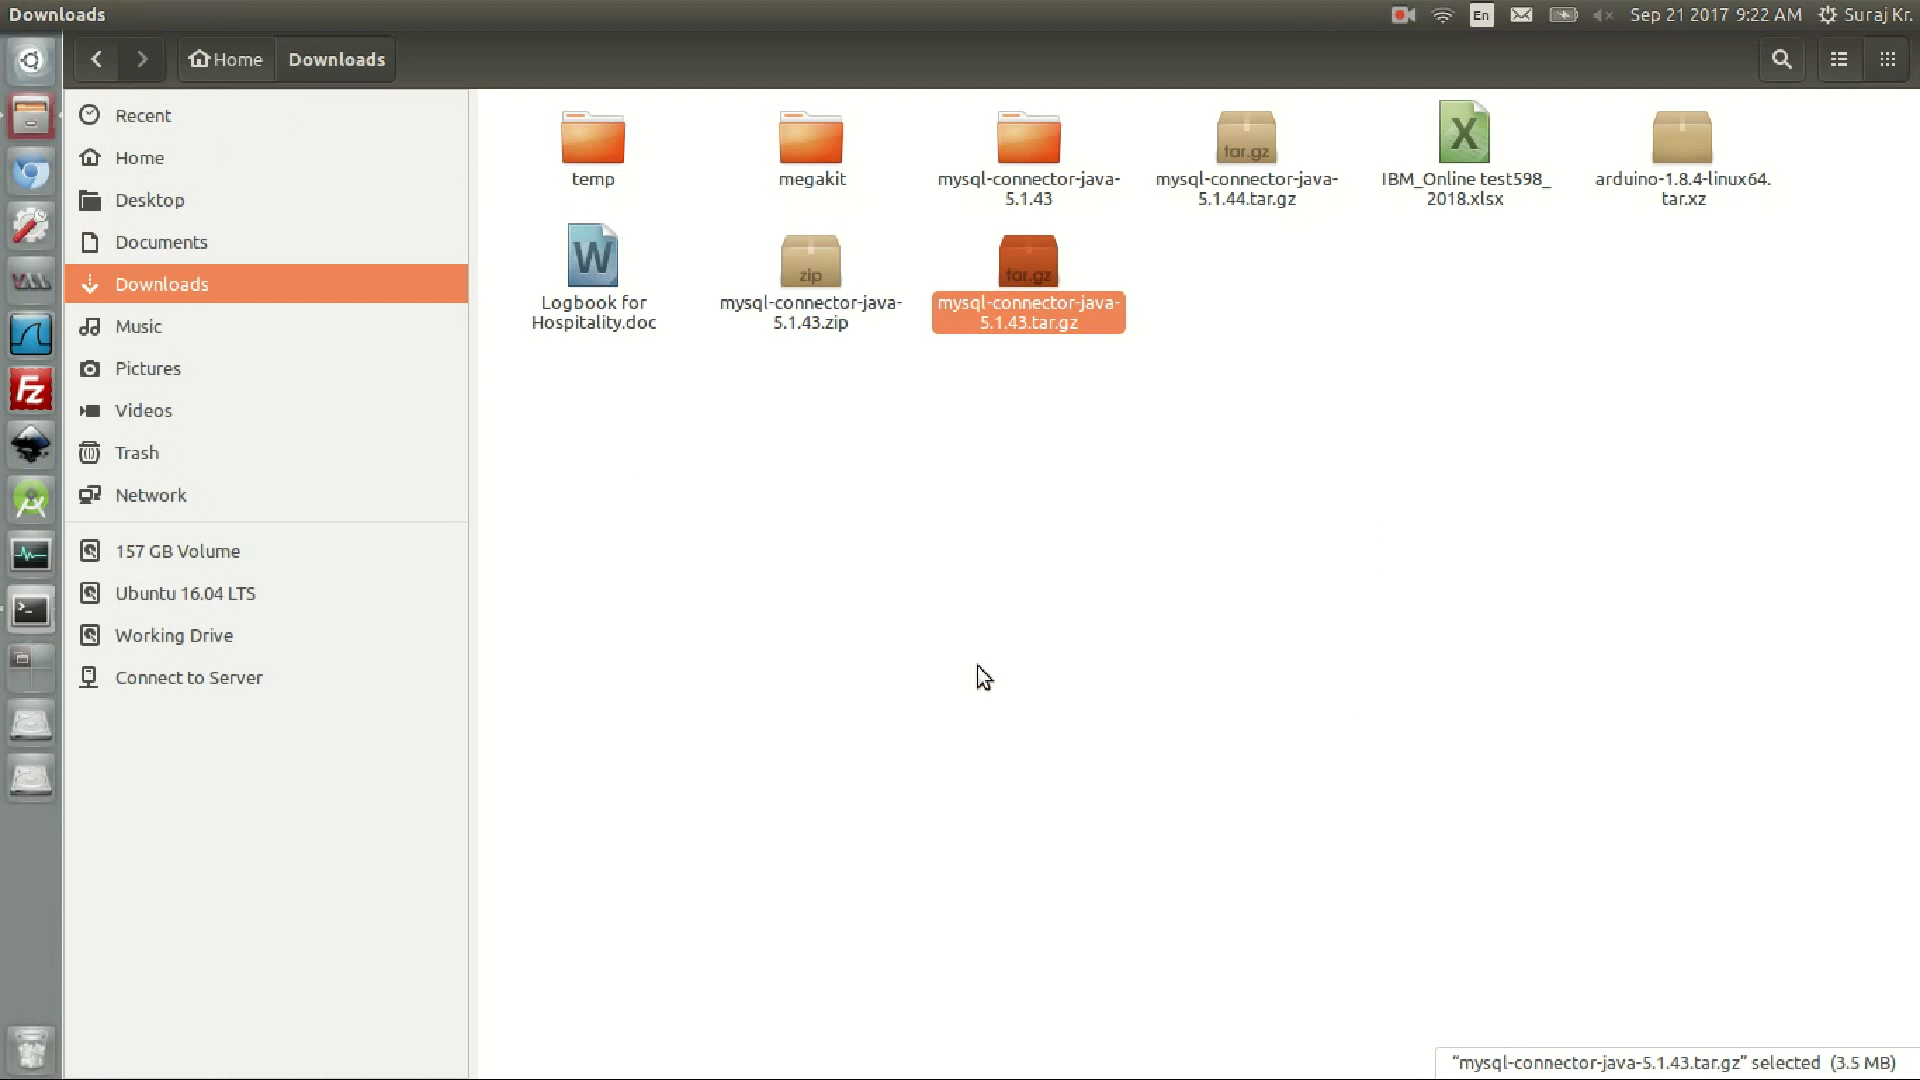 Downloads
En
Sep 21 2017 9:22 AM
Suraj Kr.
Home
Downloads
Recent
Home
Desktop
Documents
Downloads
Music
Pictures
Videos
Trash
Network
157 GB Volume
Ubuntu 16.04 LTS
Working Drive
Connect to Server
temp
megakit
mysql-connector-java-
5.1.43
tar.gz
mysql-connector-java-
5.1.44.tar.gz
X
IBM_Online test598_
2018.xlsx
arduino-1.8.4-linux64.
tar.xz
W
Logbook for
Hospitality.doc
zip
mysql-connector-java-
5.1.43.zip
tar.gz
mysql-connector-java-
5.1.43.tar.gz
Fz
"mysql-connector-java-5.1.43.tar.gz" selected (3.5 MB)